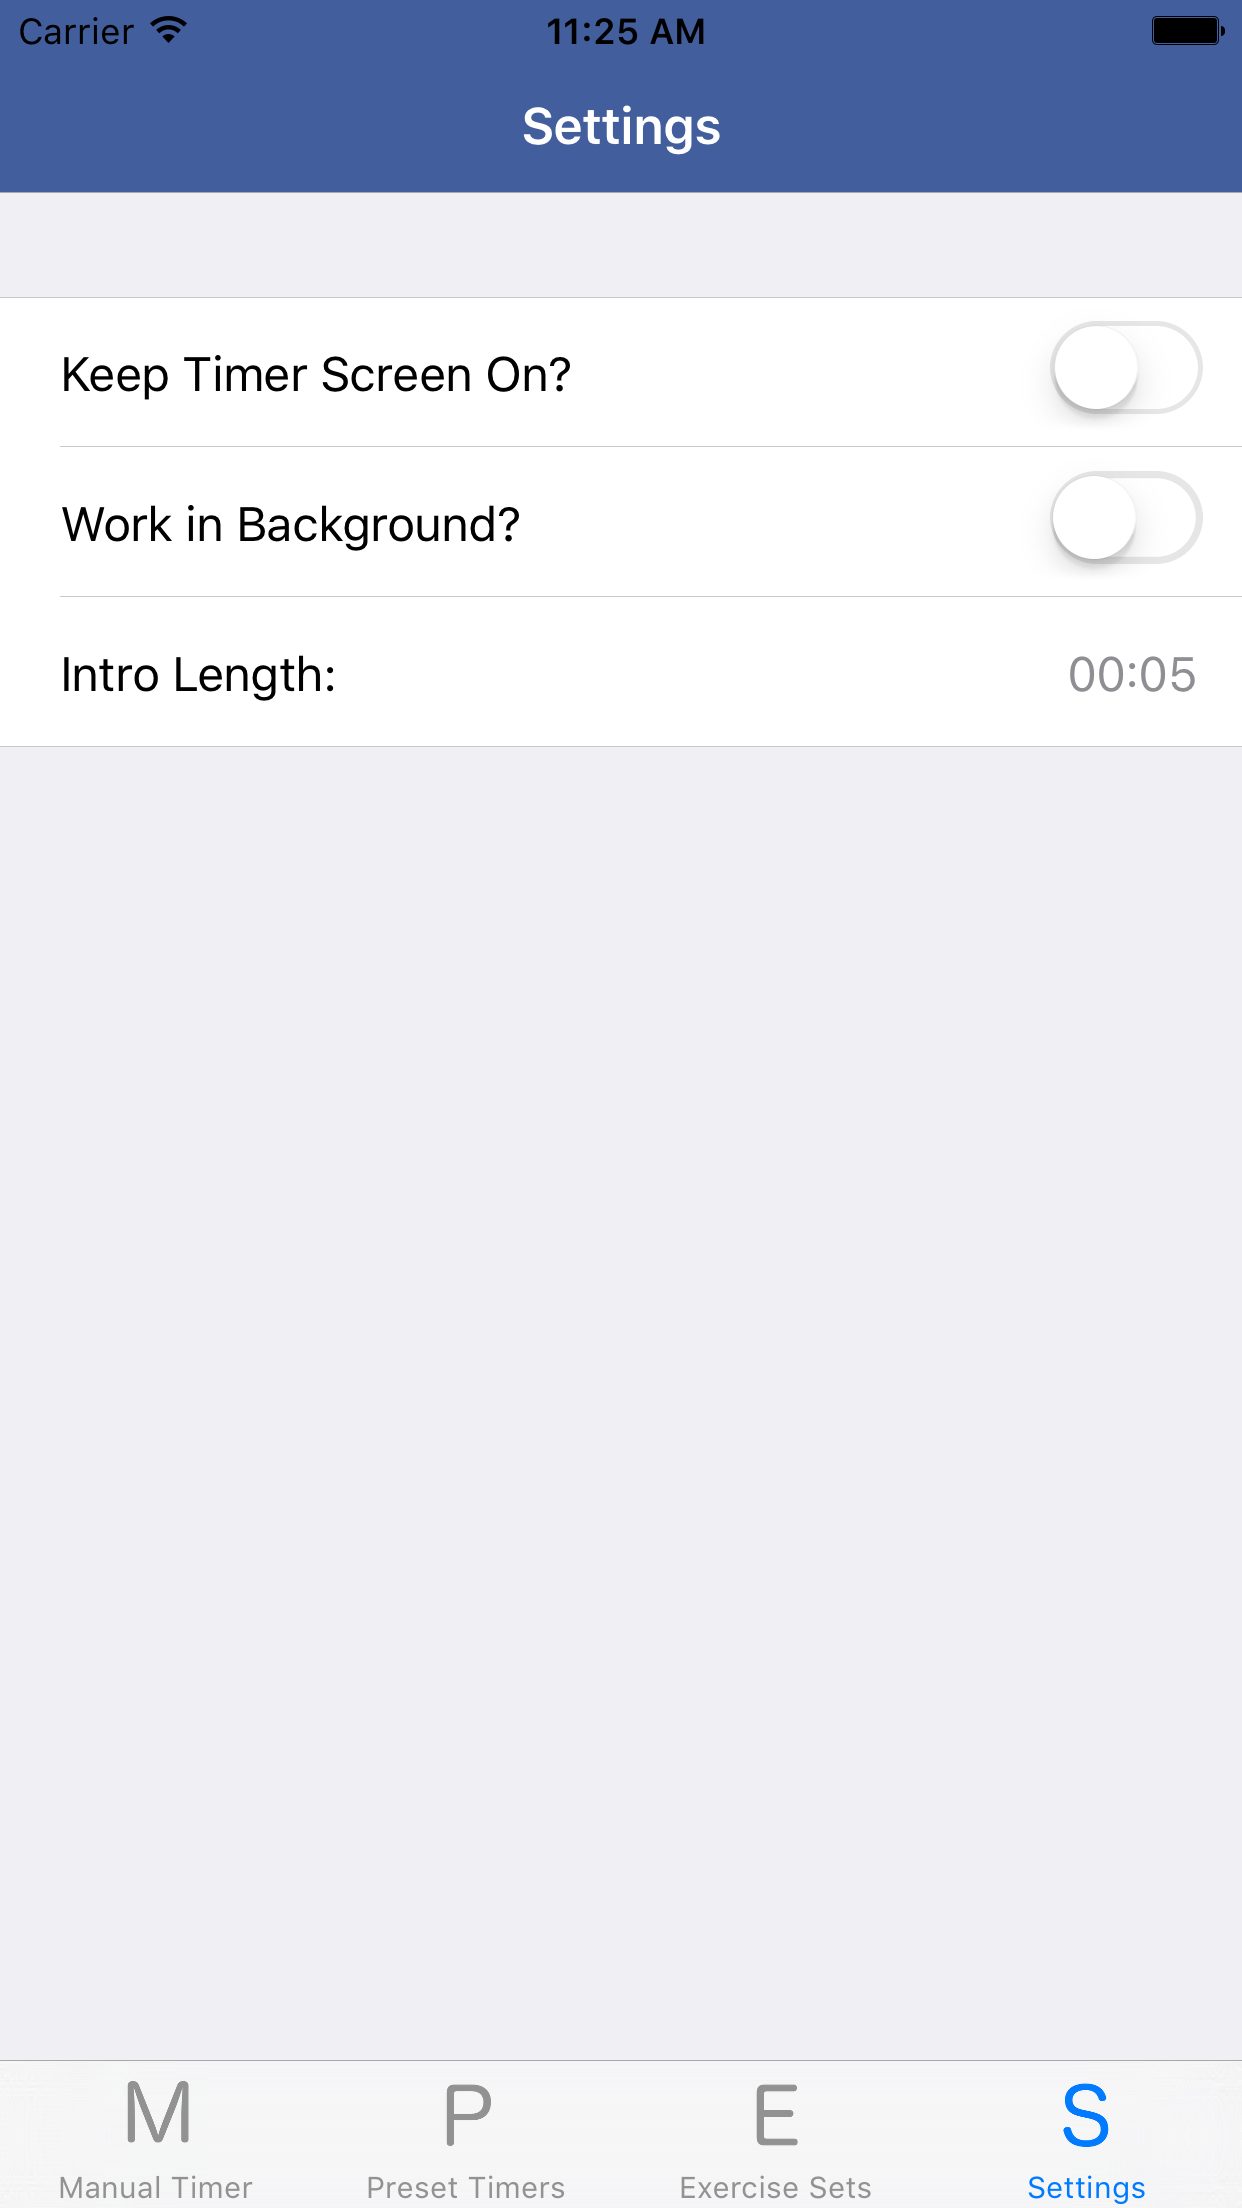 Carrier 11:25 AM
Settings
Keep Timer Screen On?
Work in Background?
Intro Length: 00:05
M P E S
Manual Timer Preset Timers Exercise Sets Settings